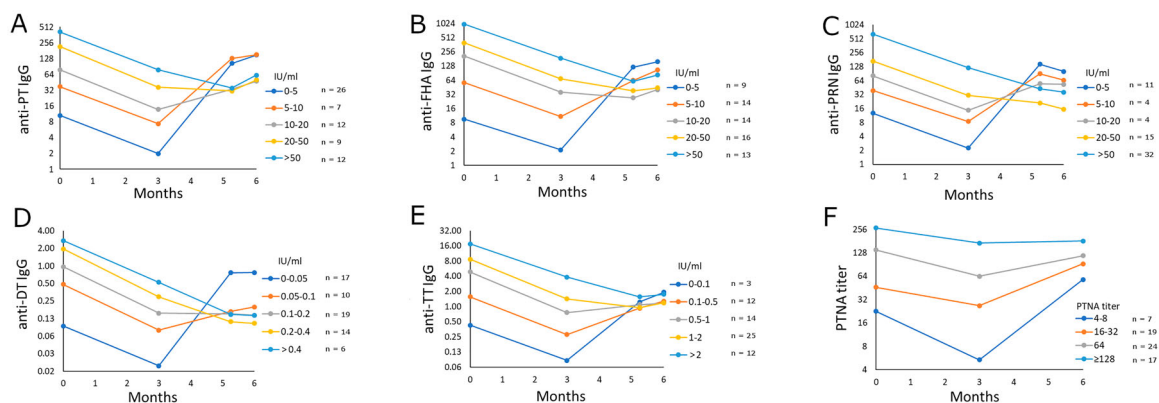 A
anti-PT IgG
512
256
128
64
32
16
8
4
2
1
0 1 2 3 4 5 6
Months
IU/ml
0-5 n = 26
5-10 n = 7
10-20 n = 12
20-50 n = 9
>50 n = 12
B
anti-FHA IgG
1024
512
256
128
64
32
16
8
4
2
1
0 1 2 3 4 5 6
Months
IU/ml
0-5 n = 9
5-10 n = 14
10-20 n = 14
20-50 n = 16
>50 n = 13
C
anti-PRN IgG
1024
512
256
128
64
32
16
8
4
2
1
0 1 2 3 4 5 6
Months
IU/ml
0-5 n = 11
5-10 n = 4
10-20 n = 4
20-50 n = 15
>50 n = 32
D
anti-DT IgG
4.00
2.00
1.00
0.50
0.25
0.13
0.06
0.03
0.02
0 1 2 3 4 5 6
Months
IU/ml
0-0.05 n = 17
0.05-0.1 n = 10
0.1-0.2 n = 19
0.2-0.4 n = 14
>0.4 n = 6
E
anti-TT IgG
32.00
16.00
8.00
4.00
2.00
1.00
0.50
0.25
0.13
0.06
0 1 2 3 4 5 6
Months
IU/ml
0-0.1 n = 3
0.1-0.5 n = 12
0.5-1 n = 14
1-2 n = 25
>2 n = 12
F
PTNA titer
256
128
64
32
16
8
4
0 1 2 3 4 5 6
Months
PTNA titer
4-8 n = 7
16-32 n = 19
64 n = 24
≥128 n = 17